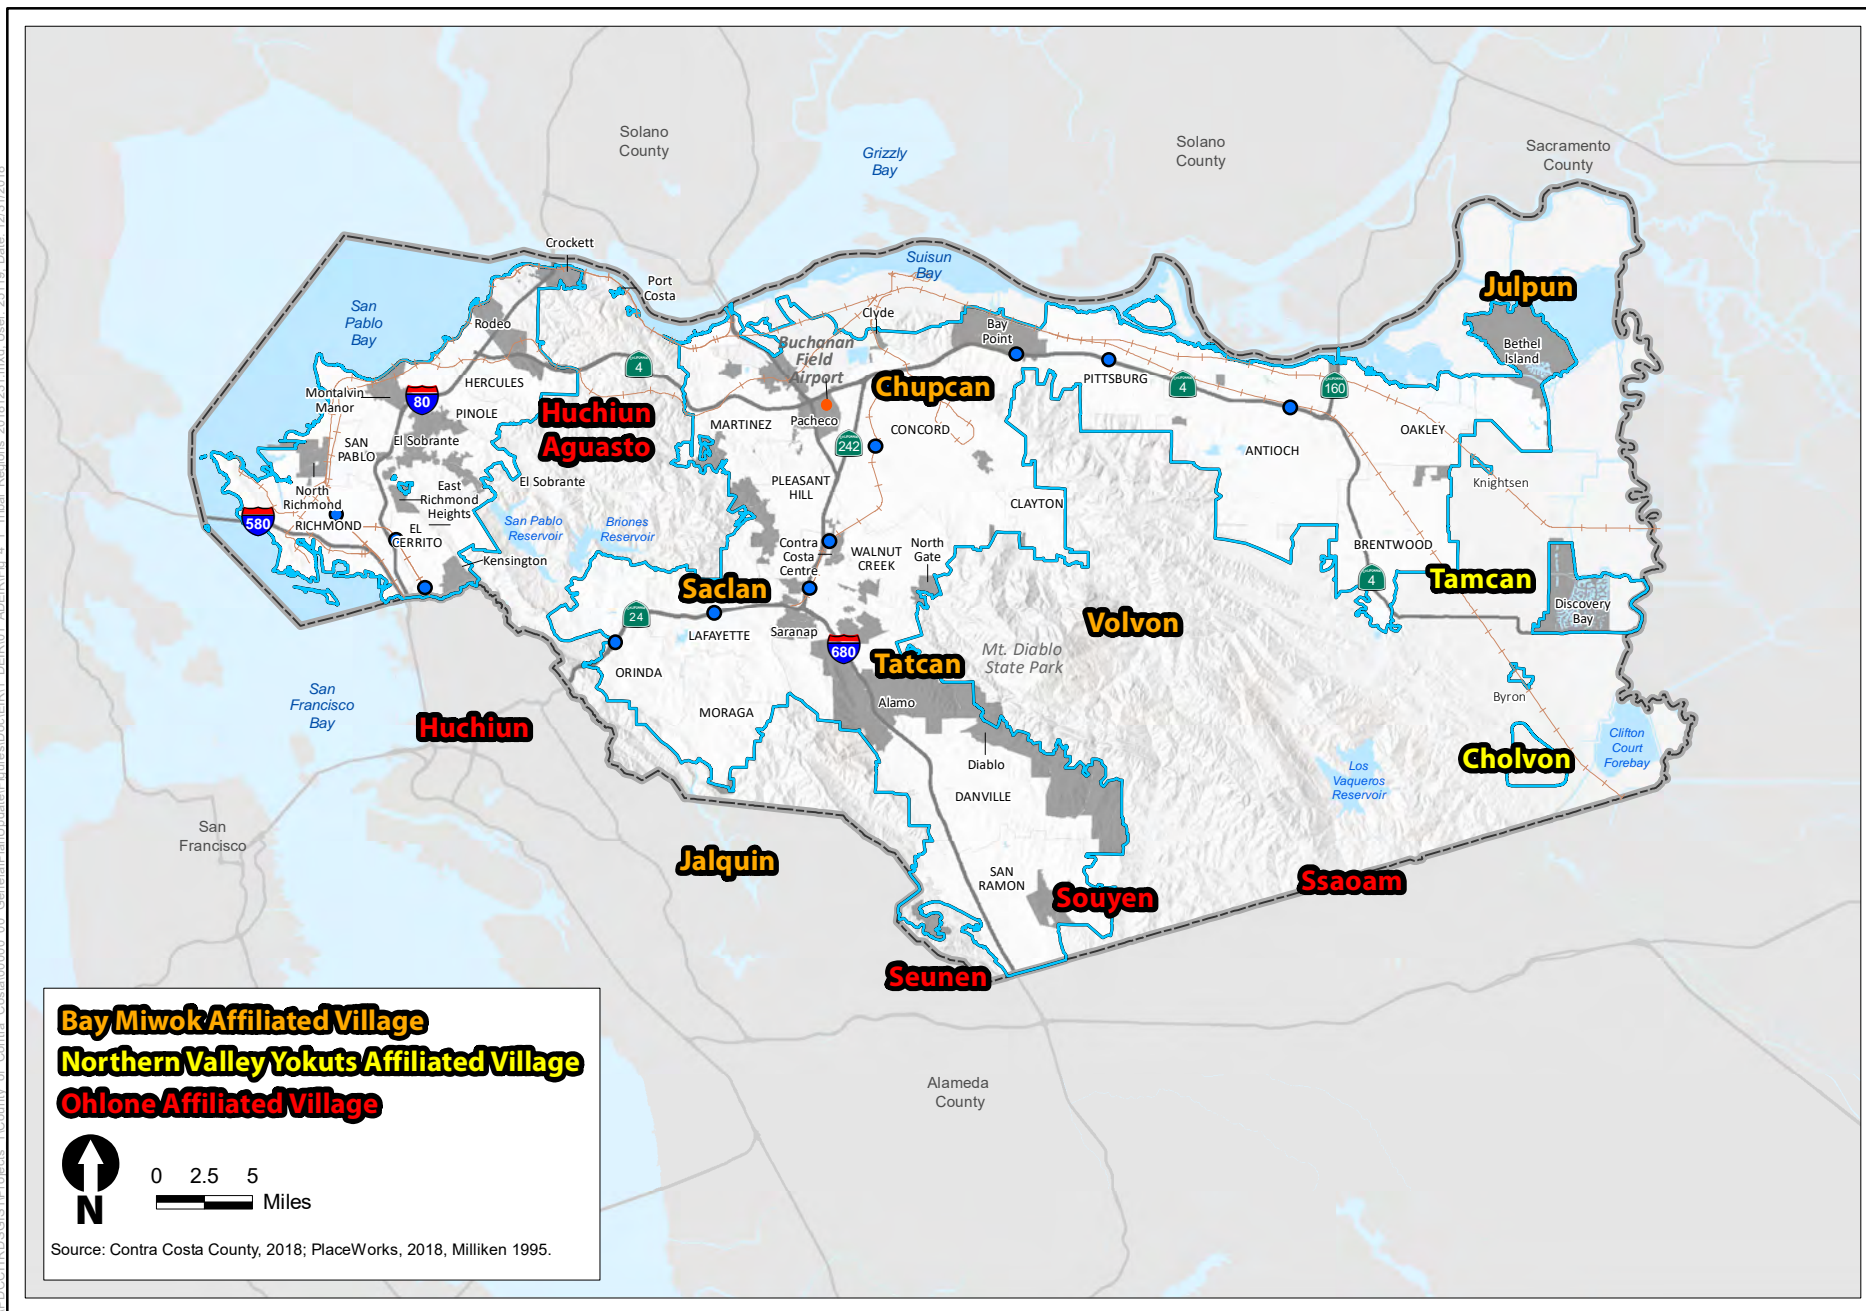 Solano
County
Solano
County
Sacramento
County
Grizzly
Bay
Crockett
Suisun
Bay
Port
Costa
Julpun
San
Pablo
Bay
Rodeo
Clyde
Bay
Point
Buchanan
Field
Airport
Bethel
Island
4
HERCULES
Montalvin
Manor
80
PINOLE
Huchiun
Aguasto
Chupcan
PITTSBURG
4
160
MARTINEZ
Pacheco
CONCORD
OAKLEY
SAN
PABLO
El Sobrante
242
ANTIOCH
El Sobrante
PLEASANT
HILL
Knightsen
North
Richmond
East
Richmond
Heights
CLAYTON
580
RICHMOND
EL
CERRITO
San Pablo
Reservoir
Briones
Reservoir
Contra
Costa
Centre
WALNUT
CREEK
North
Gate
BRENTWOOD
Kensington
Saclan
4
Tamcan
Discovery
Bay
24
LAFAYETTE
Saranap
Volvon
680
Tatcan
Mt. Diablo
State Park
ORINDA
San
Francisco
Bay
Alamo
Byron
MORAGA
Huchiun
Clifton
Court
Forebay
Cholvon
Diablo
Los
Vaqueros
Reservoir
DANVILLE
San
Francisco
Jalquin
SAN
RAMON
Souyen
Ssaoam
Seunen
Alameda
County
Bay Miwok Affiliated Village
Northern Valley Yokuts Affiliated Village
Ohlone Affiliated Village
N
0 2.5 5
Miles
Source: Contra Costa County, 2018; PlaceWorks, 2018, Milliken 1995.